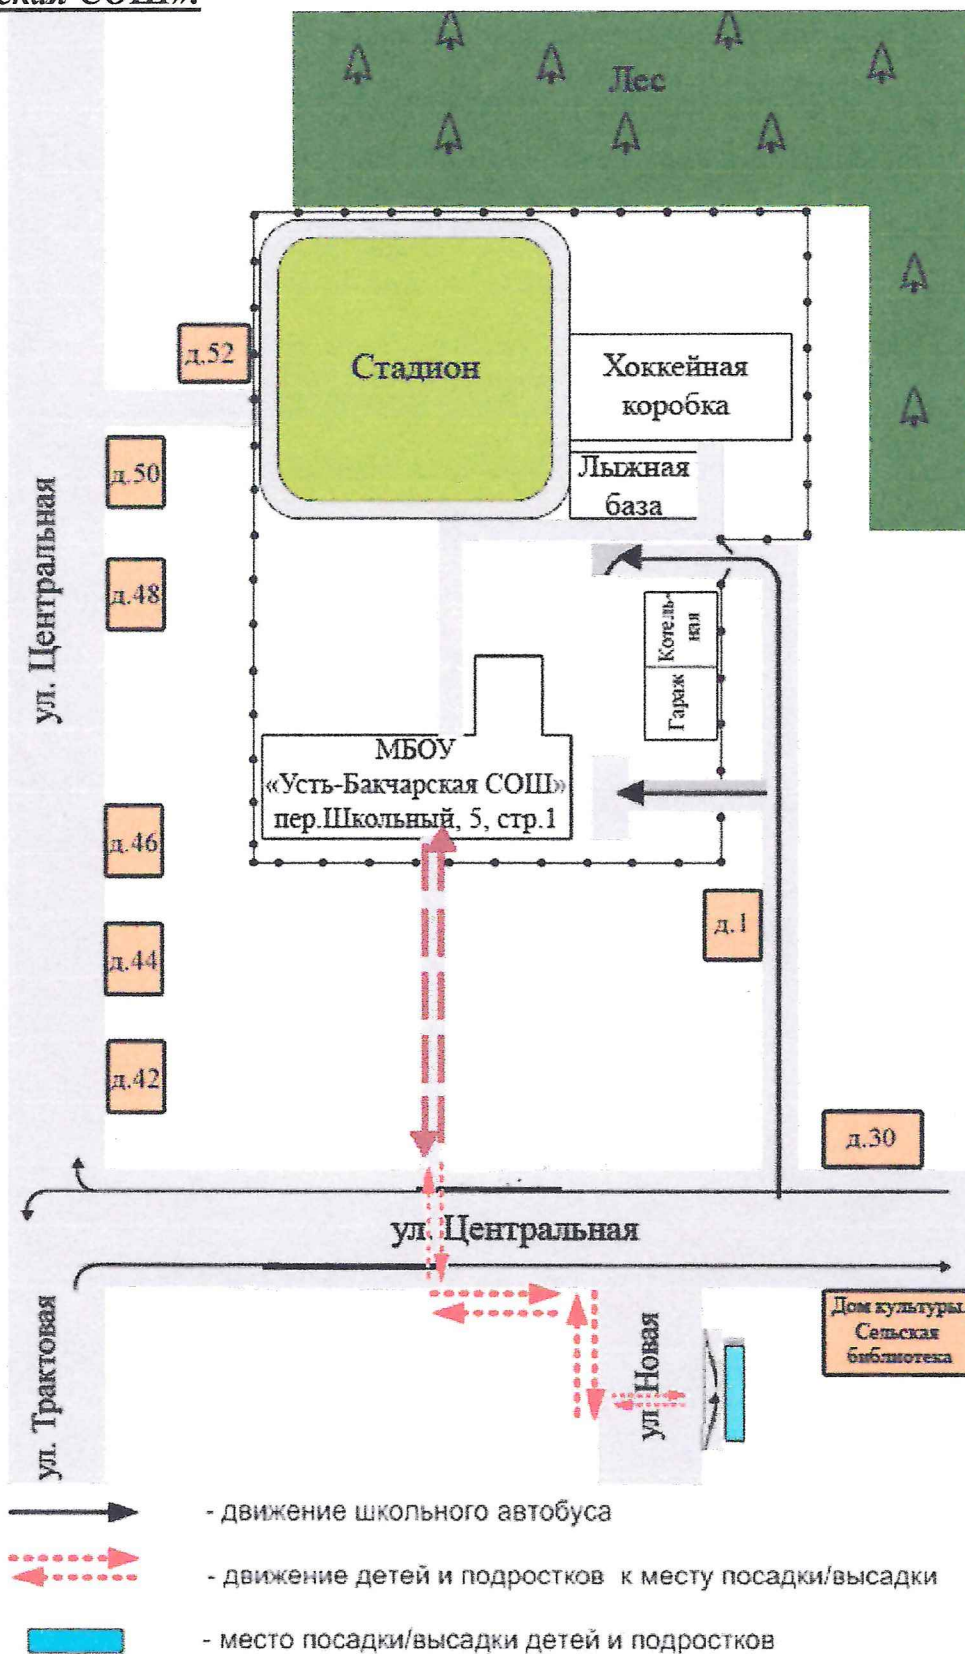 ская СОШ».
Лес
д.52
Стадион
Хоккейная
коробка
д.50
Лыжная
база
ул. Центральная
д.48
Котель-
ная
Гараж
МБОУ
«Усть-Бакчарская СОШ»
пер.Школьный, 5, стр.1
д.46
д.1
д.44
д.42
д.30
ул. Центральная
Дом культуры.
Сельская
библиотека
ул. Трактовая
ул Новая
- движение школьного автобуса
- движение детей и подростков к месту посадки/высадки
- место посадки/высадки детей и подростков